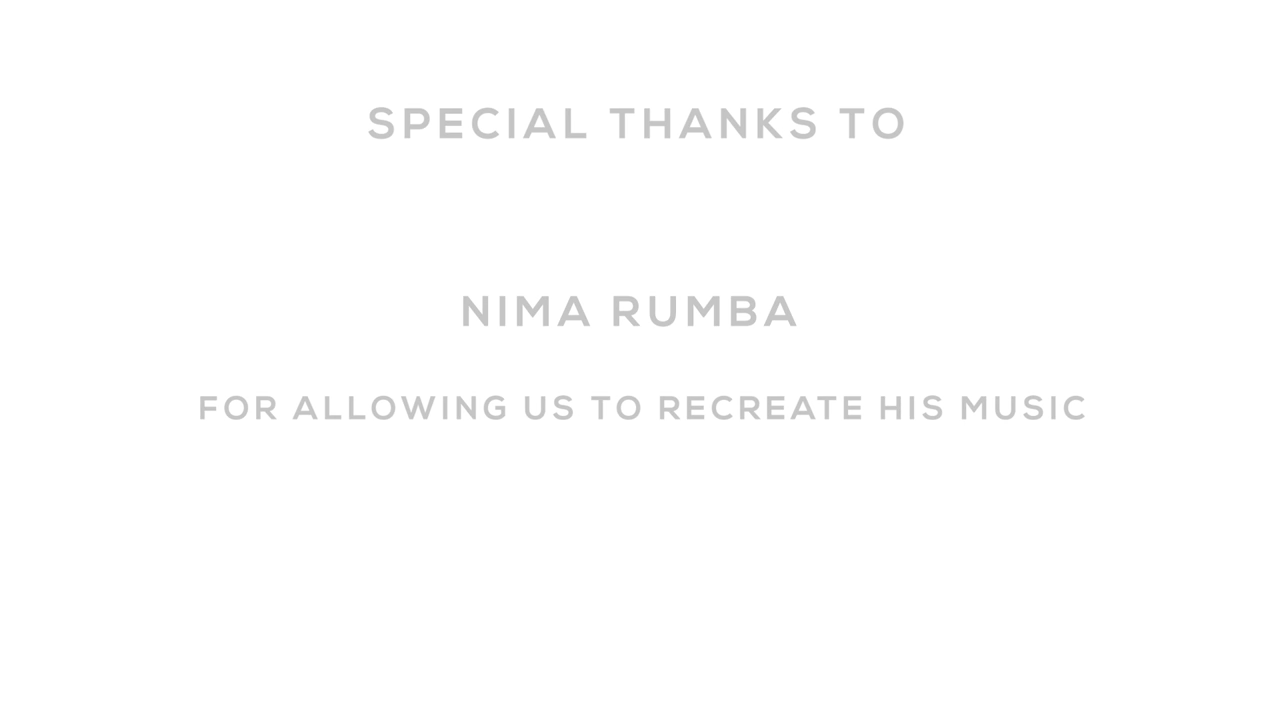 SPECIAL THANKS TO
NIMA RUMBA
FOR ALLOWING US TO RECREATE HIS MUSIC